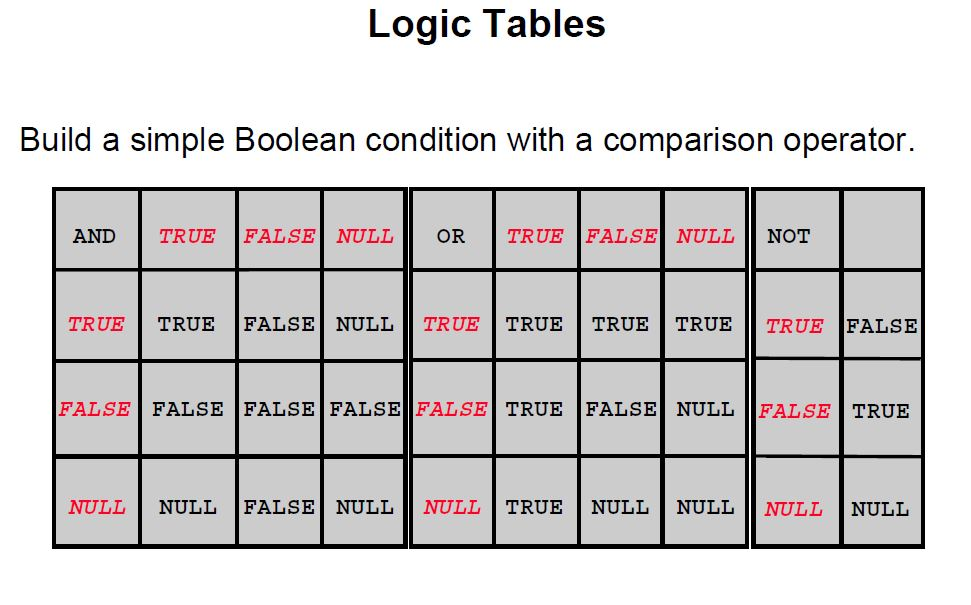 Logic Tables
Build a simple Boolean condition with a comparison operator.
AND TRUE FALSE NULL OR TRUE FALSE NULL NOT
TRUE TRUE FALSE NULL TRUE TRUE TRUE TRUE TRUE FALSE
FALSE FALSE FALSE FALSE FALSE TRUE FALSE NULL FALSE TRUE
NULL NULL FALSE NULL NULL TRUE NULL NULL NULL NULL